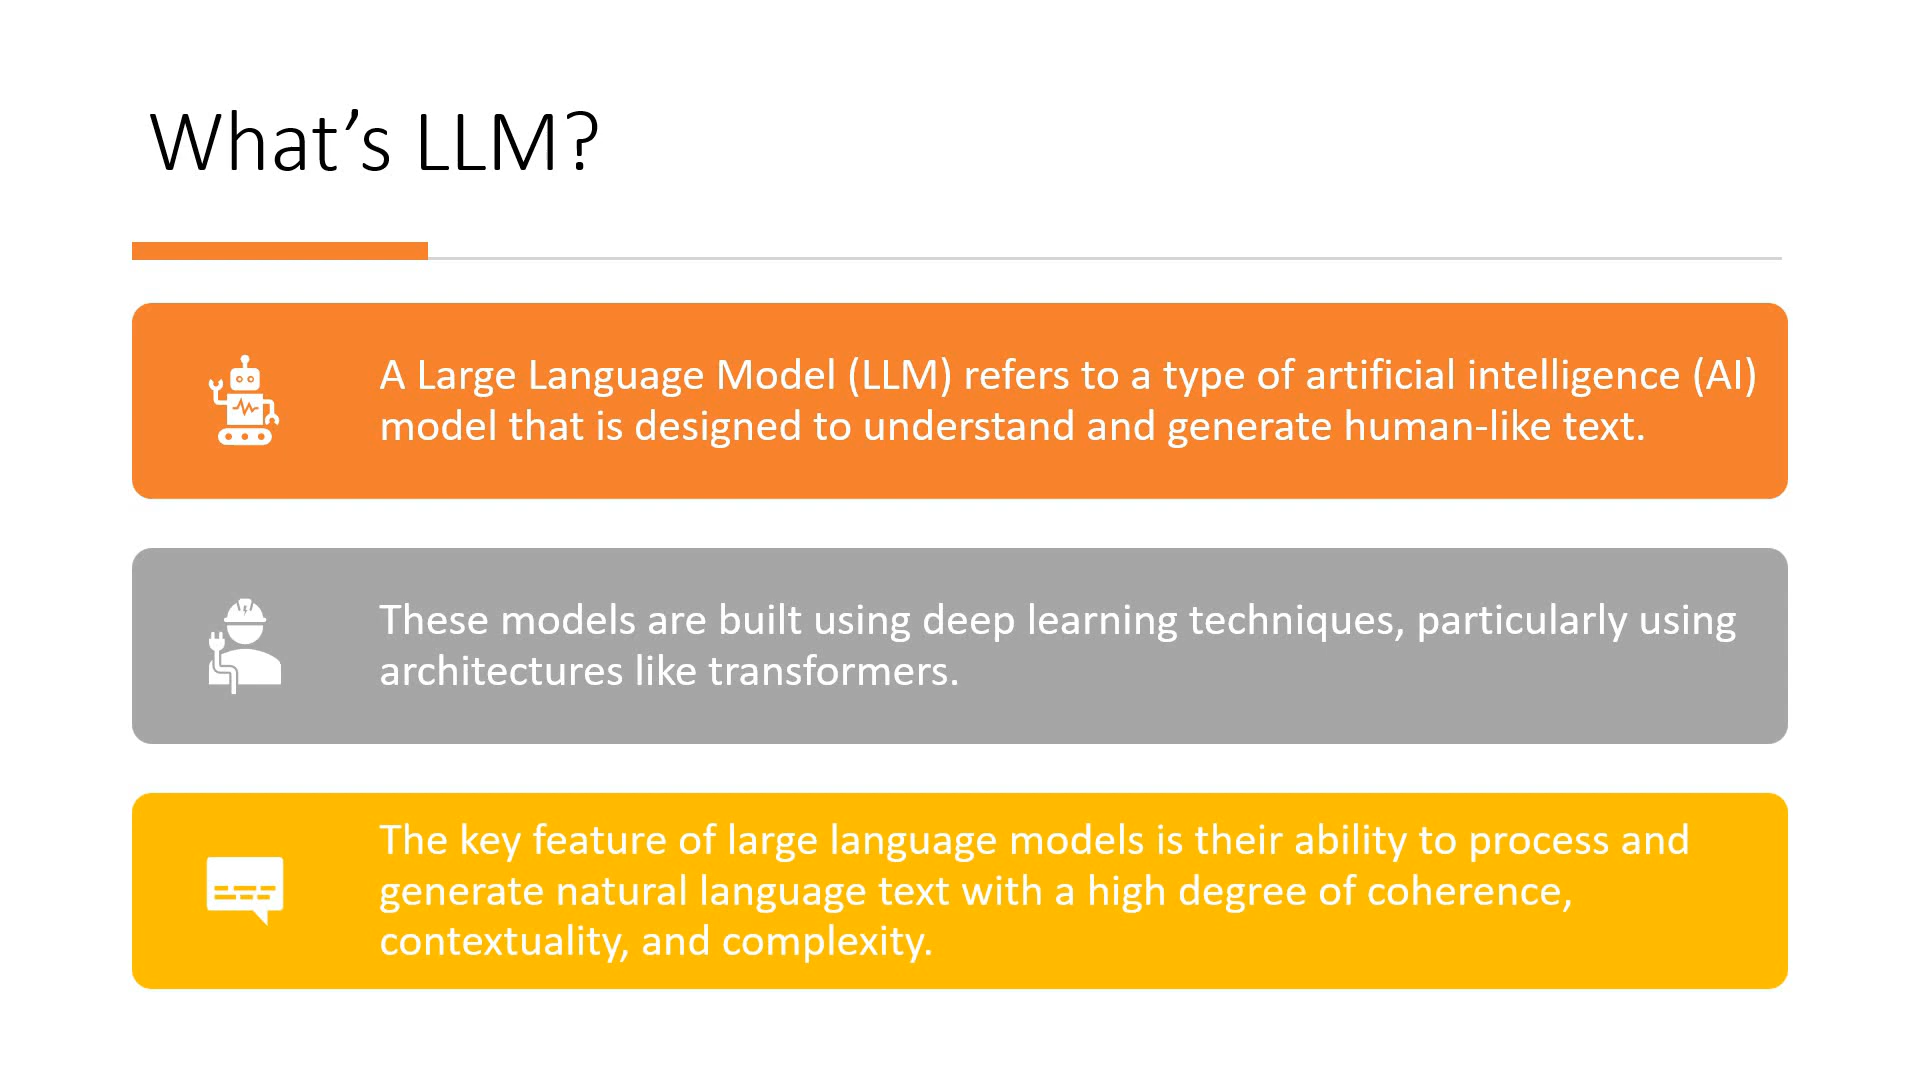 What’s LLM?
A Large Language Model (LLM) refers to a type of artificial intelligence (AI)
model that is designed to understand and generate human-like text.
These models are built using deep learning techniques, particularly using
architectures like transformers.
The key feature of large language models is their ability to process and
generate natural language text with a high degree of coherence,
contextuality, and complexity.